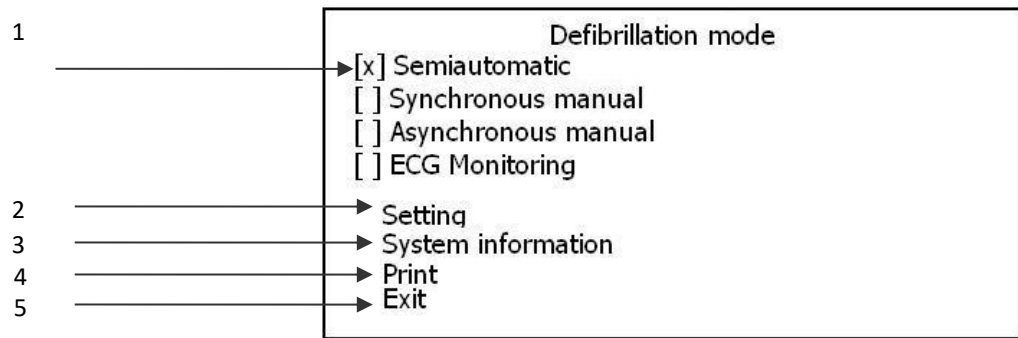 Defibrillation mode
1
[x] Semiautomatic
[ ] Synchronous manual
[ ] Asynchronous manual
[ ] ECG Monitoring
2 Setting
3 System information
4 Print
5 Exit